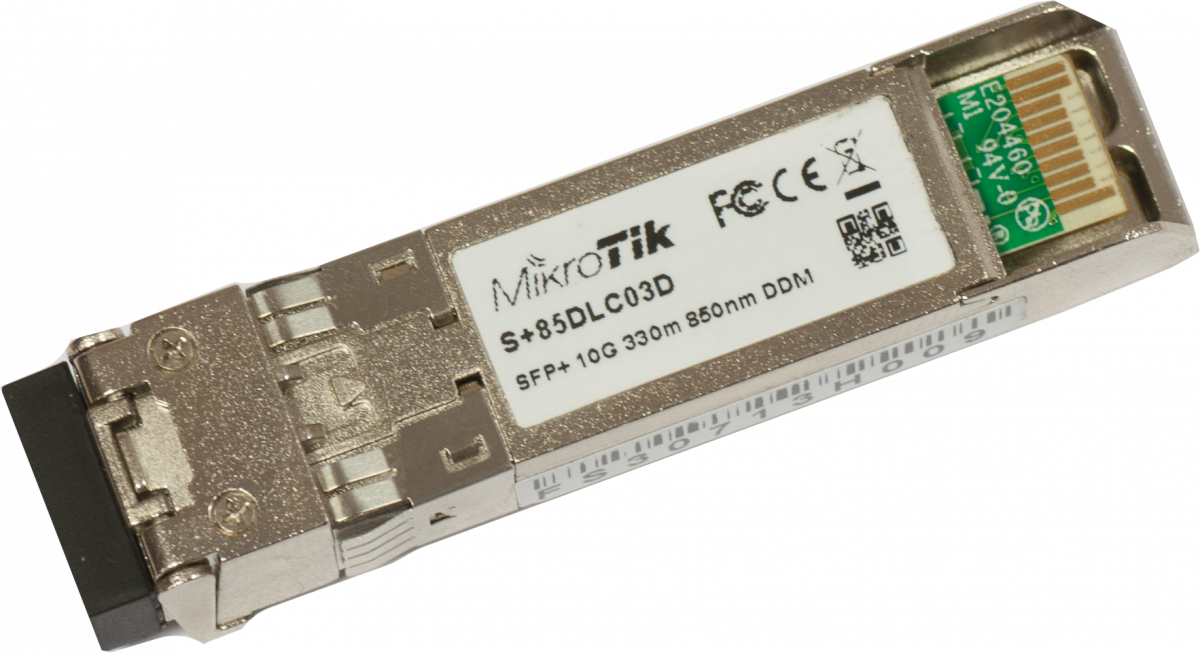 MikroTik
S+85DLC03D
SFP+ 10G 330m 850nm DDM
FC CE
E204460
M1 94V-0
FS30713H009